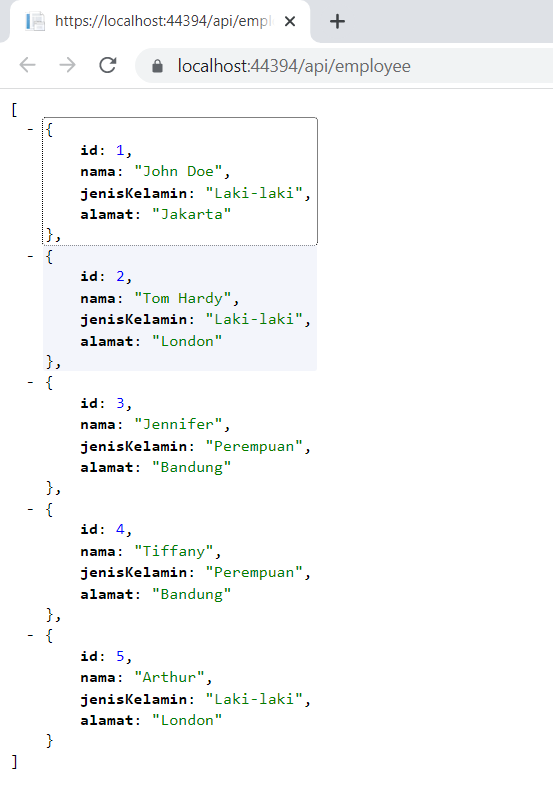 https://localhost:44394/api/empl
localhost:44394/api/employee
[
- {
id: 1,
nama: "John Doe",
jenisKelamin: "Laki-laki",
alamat: "Jakarta"
},
- {
id: 2,
nama: "Tom Hardy",
jenisKelamin: "Laki-laki",
alamat: "London"
},
- {
id: 3,
nama: "Jennifer",
jenisKelamin: "Perempuan",
alamat: "Bandung"
},
- {
id: 4,
nama: "Tiffany",
jenisKelamin: "Perempuan",
alamat: "Bandung"
},
- {
id: 5,
nama: "Arthur",
jenisKelamin: "Laki-laki",
alamat: "London"
}
]